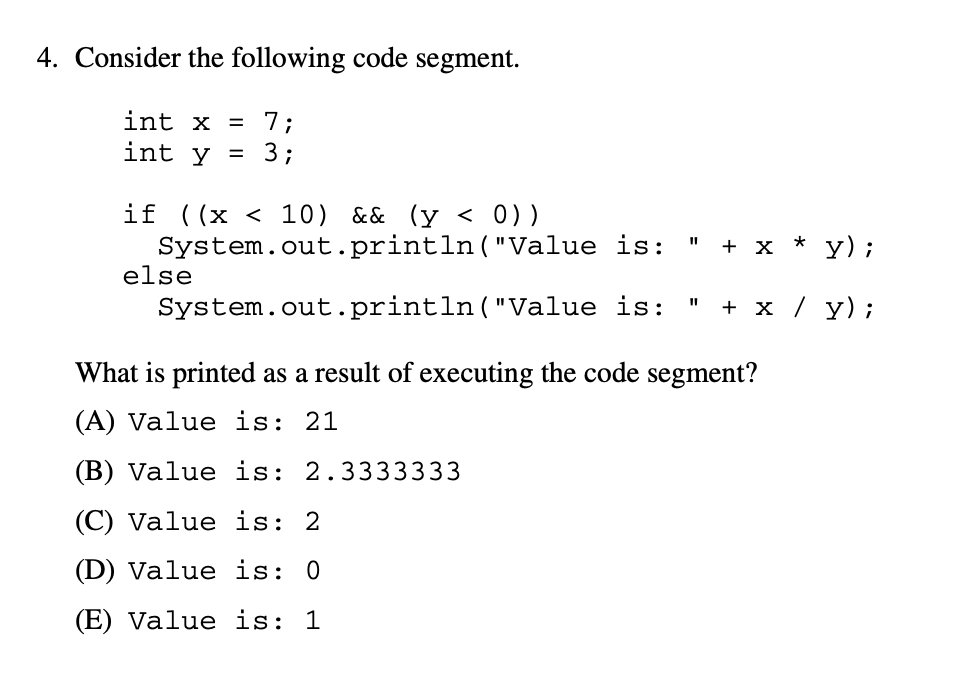 4. Consider the following code segment.
int x = 7;
int y = 3;
if ((x < 10) && (y < 0))
System.out.println("Value is: " + x * y);
else
System.out.println("Value is: " + x / y);
What is printed as a result of executing the code segment?
(A) Value is: 21
(B) Value is: 2.3333333
(C) Value is: 2
(D) Value is: 0
(E) Value is: 1